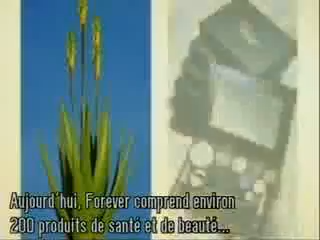 Aujourd'hui, Forever comprend environ
200 produits de santé et de beauté...